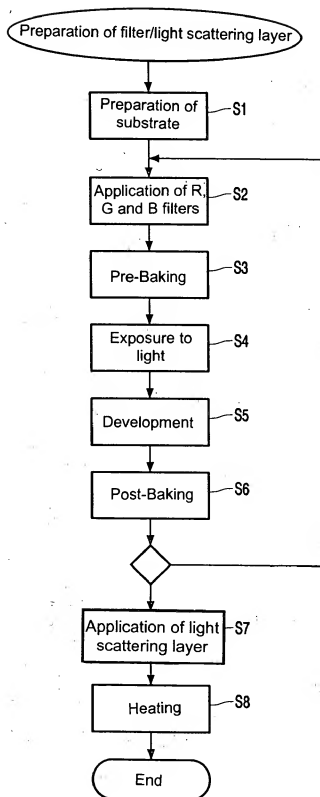 Preparation of filter/light scattering layer
Preparation of
substrate
S1
Application of R,
G and B filters
S2
Pre-Baking
S3
Exposure to
light
S4
Development
S5
Post-Baking
S6
Application of light
scattering layer
S7
Heating
S8
End